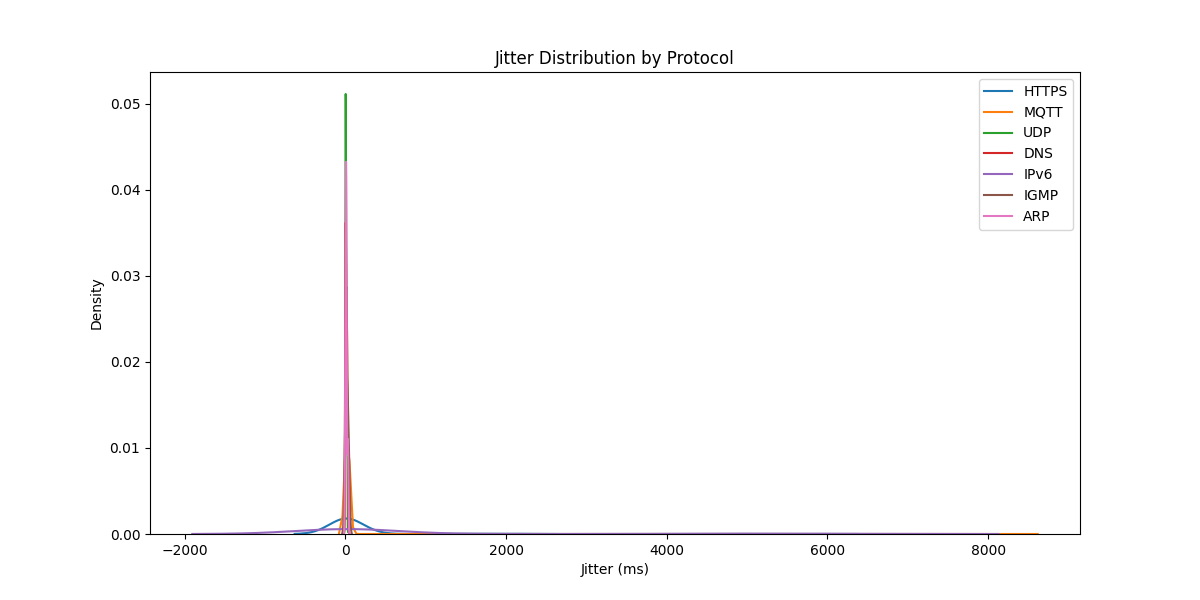 Jitter Distribution by Protocol
HTTPS
MQTT
UDP
DNS
IPv6
IGMP
ARP
0.05
0.04
0.03
0.02
0.01
0.00
Density
−2000
0
2000
4000
6000
8000
Jitter (ms)